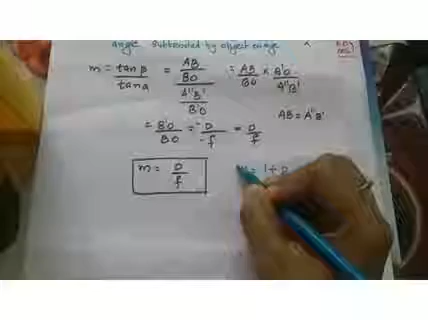 angle subtended by object image
m = tan β / tan α = AB/BO / A"B'/B'O = AB/BO × B'O/A"B'
AB = A"B'
= B'O/BO = -D/-f = D/f
m = D/f
= 1 + D